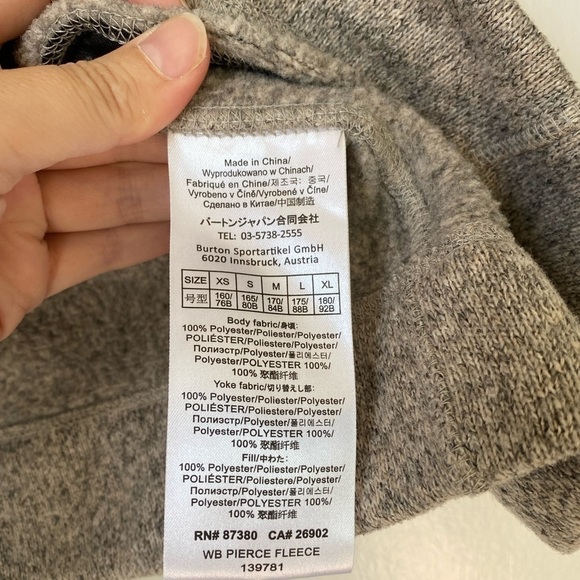 Made in China/
Wyprodukowano w Chinach/
Fabriqué en Chine/제조국: 중국/
Vyrobeno v Číně/Vyrobené v Číne/
Сделано в Китае/中国制造
バートンジャパン合同会社
TEL: 03-5738-2555
Burton Sportartikel GmbH
6020 Innsbruck, Austria
SIZE XS S M L XL
号型 160/76B 165/80B 170/84B 175/88B 180/92B
Body fabric/身頃:
100% Polyester/Poliester/Polyester/
POLIÉSTER/Poliestere/Polyester/
Полиэстр/Polyester/폴리에스터/
Polyester/POLYESTER 100%/
100% 聚酯纤维
Yoke fabric/切り替えし部:
100% Polyester/Poliester/Polyester/
POLIÉSTER/Poliestere/Polyester/
Полиэстр/Polyester/폴리에스터/
Polyester/POLYESTER 100%/
100% 聚酯纤维
Fill/中わた:
100% Polyester/Poliester/Polyester/
POLIÉSTER/Poliestere/Polyester/
Полиэстр/Polyester/폴리에스터/
Polyester/POLYESTER 100%/
100% 聚酯纤维
RN# 87380 CA# 26902
WB PIERCE FLEECE
139781